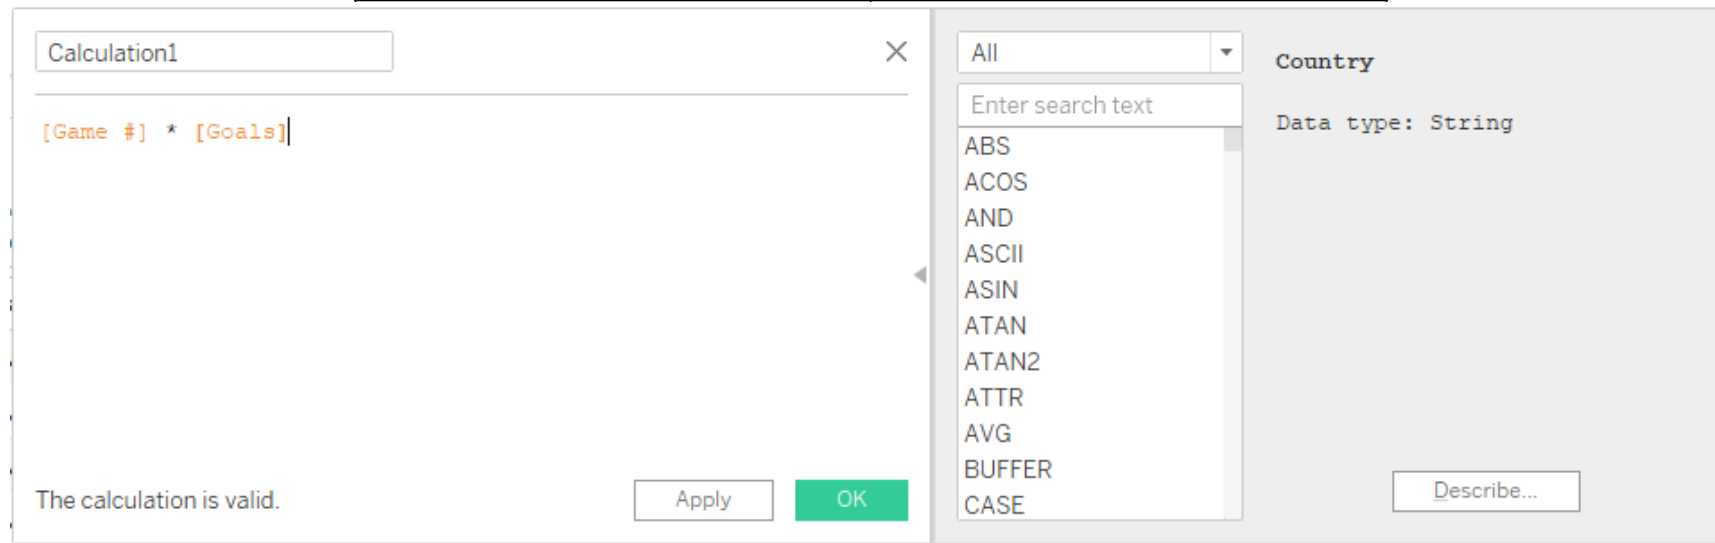 Calculation1
[Game #] * [Goals]
The calculation is valid.
Apply
OK
All
Enter search text
ABS
ACOS
AND
ASCII
ASIN
ATAN
ATAN2
ATTR
AVG
BUFFER
CASE
Country
Data type: String
Describe...